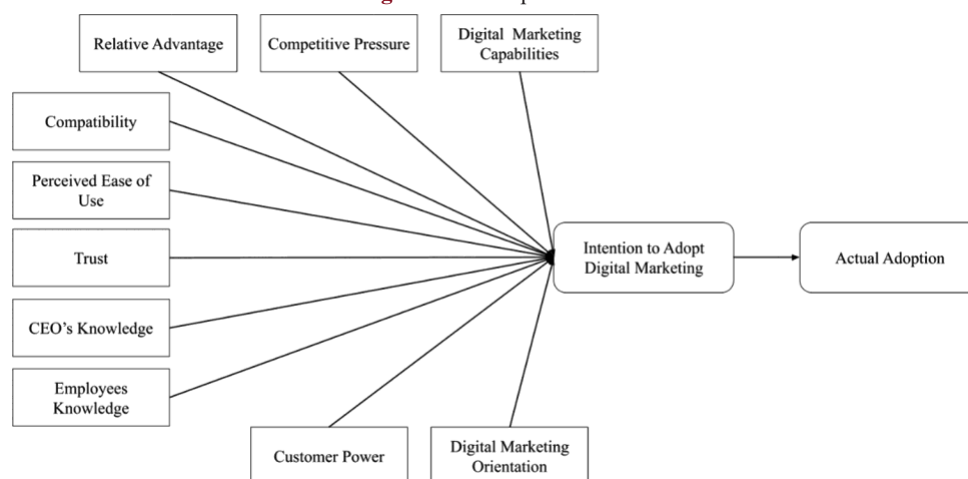 Relative Advantage
Competitive Pressure
Digital Marketing
Capabilities
Compatibility
Perceived Ease of
Use
Trust
Intention to Adopt
Digital Marketing
Actual Adoption
CEO's Knowledge
Employees
Knowledge
Customer Power
Digital Marketing
Orientation